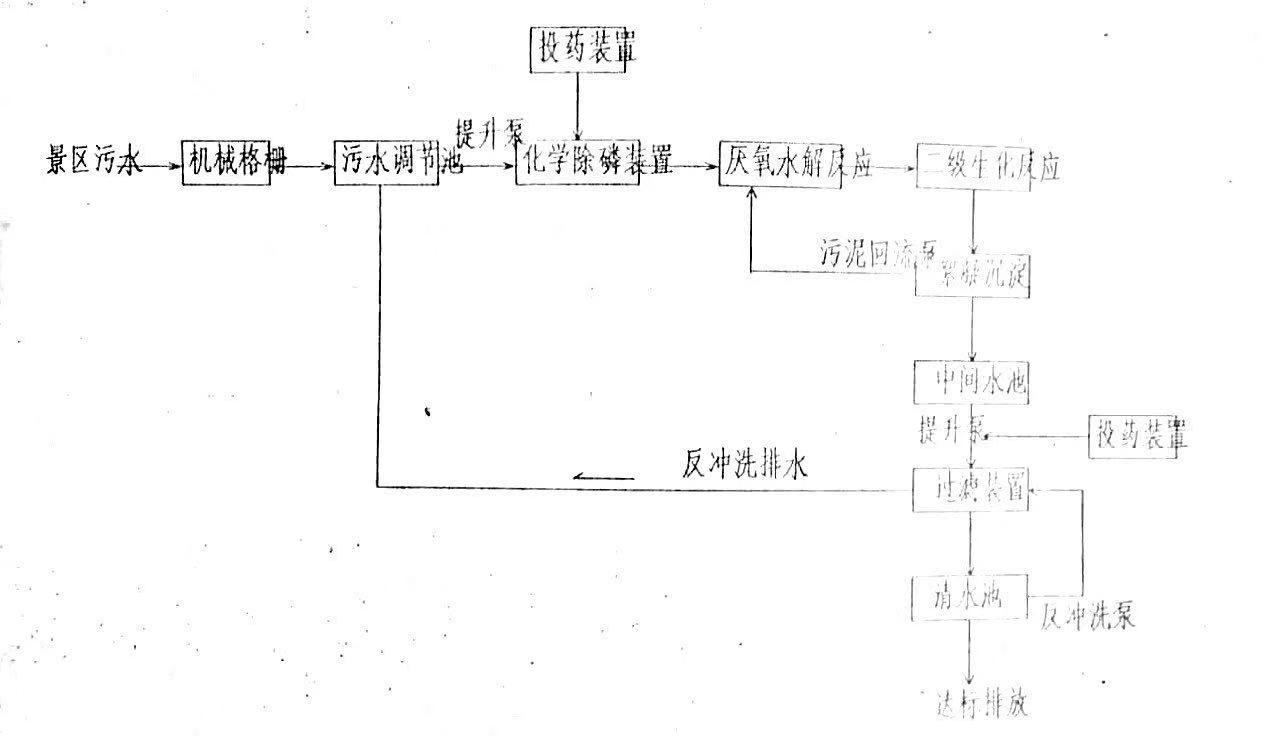 投药装置
提升泵
景区污水
机械格栅
污水调节池
化学除磷装置
厌氧水解反应
二级生化反应
污泥回流泵
沉淀
中间水池
提升泵
投药装置
反冲洗排水
过滤装置
清水池
反冲洗泵
达标排放